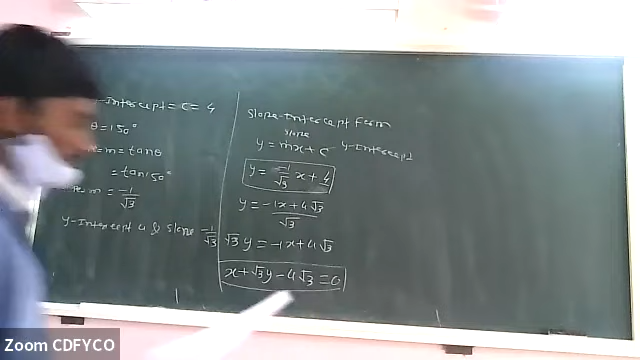 -Intercept = C = 4
θ = 150°
= m = tanθ
= tan150°
m = -1/√3
y-Intercept 4 & Slope -1/√3
Slope-Intercept Form
slope
y = mx + C y-intercept
y = -1/√3 x + 4
y = -1x + 4√3 / √3
√3 y = -1x + 4√3
x + √3y - 4√3 = 0
Zoom CDFYCO